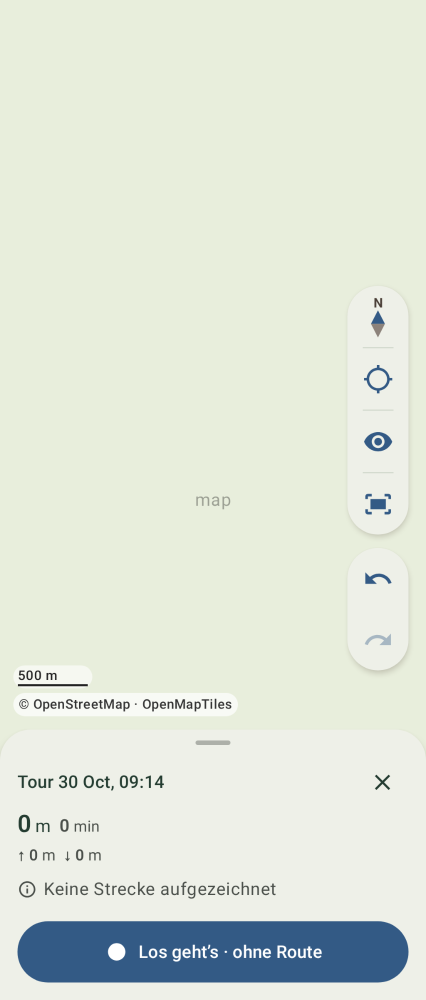 N
map
500 m
© OpenStreetMap · OpenMapTiles
Tour 30 Oct, 09:14
0 m 0 min
↑ 0 m ↓ 0 m
Keine Strecke aufgezeichnet
Los geht’s · ohne Route